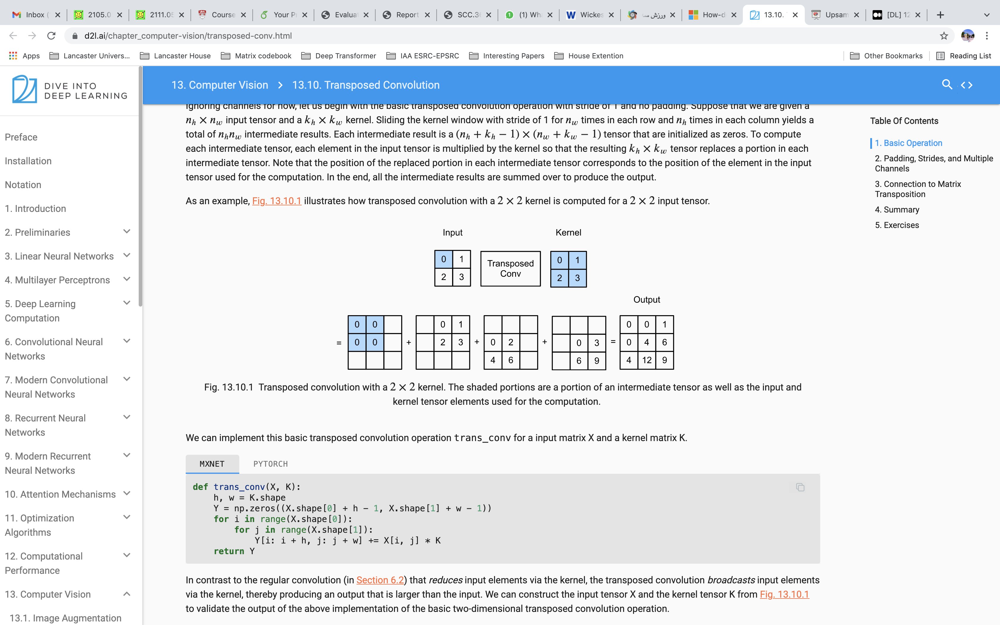 Inbox (
2105.0
2111.05
Course
Your P
Evalua
Report
SCC.3
(1) Wh
Wickes
ورزش
How-d
13.10.
Upsam
[DL] 12
d2l.ai/chapter_computer-vision/transposed-conv.html
Apps
Lancaster Univers...
Lancaster House
Matrix codebook
Deep Transformer
IAA ESRC-EPSRC
Interesting Papers
House Extention
Other Bookmarks
Reading List
DIVE INTO
DEEP LEARNING
13. Computer Vision > 13.10. Transposed Convolution
Preface
Installation
Notation
1. Introduction
2. Preliminaries
3. Linear Neural Networks
4. Multilayer Perceptrons
5. Deep Learning
Computation
6. Convolutional Neural
Networks
7. Modern Convolutional
Neural Networks
8. Recurrent Neural
Networks
9. Modern Recurrent
Neural Networks
10. Attention Mechanisms
11. Optimization
Algorithms
12. Computational
Performance
13. Computer Vision
13.1. Image Augmentation
Ignoring channels for now, let us begin with the basic transposed convolution operation with stride of 1 and no padding. Suppose that we are given a
n_h × n_w input tensor and a k_h × k_w kernel. Sliding the kernel window with stride of 1 for n_w times in each row and n_h times in each column yields a
total of n_h n_w intermediate results. Each intermediate result is a (n_h + k_h − 1) × (n_w + k_w − 1) tensor that are initialized as zeros. To compute
each intermediate tensor, each element in the input tensor is multiplied by the kernel so that the resulting k_h × k_w tensor replaces a portion in each
intermediate tensor. Note that the position of the replaced portion in each intermediate tensor corresponds to the position of the element in the input
tensor used for the computation. In the end, all the intermediate results are summed over to produce the output.
As an example, Fig. 13.10.1 illustrates how transposed convolution with a 2 × 2 kernel is computed for a 2 × 2 input tensor.
Input Kernel
0 1 Transposed 0 1
2 3 Conv 2 3
Output
0 0 0 1 0 0 1
= 0 0 + 2 3 + 0 2 + 0 3 = 0 4 6
4 6 6 9 4 12 9
Fig. 13.10.1 Transposed convolution with a 2 × 2 kernel. The shaded portions are a portion of an intermediate tensor as well as the input and
kernel tensor elements used for the computation.
We can implement this basic transposed convolution operation trans_conv for a input matrix X and a kernel matrix K.
MXNET PYTORCH
def trans_conv(X, K):
    h, w = K.shape
    Y = np.zeros((X.shape[0] + h - 1, X.shape[1] + w - 1))
    for i in range(X.shape[0]):
        for j in range(X.shape[1]):
            Y[i: i + h, j: j + w] += X[i, j] * K
    return Y
In contrast to the regular convolution (in Section 6.2) that reduces input elements via the kernel, the transposed convolution broadcasts input elements
via the kernel, thereby producing an output that is larger than the input. We can construct the input tensor X and the kernel tensor K from Fig. 13.10.1
to validate the output of the above implementation of the basic two-dimensional transposed convolution operation.
Table Of Contents
1. Basic Operation
2. Padding, Strides, and Multiple
Channels
3. Connection to Matrix
Transposition
4. Summary
5. Exercises